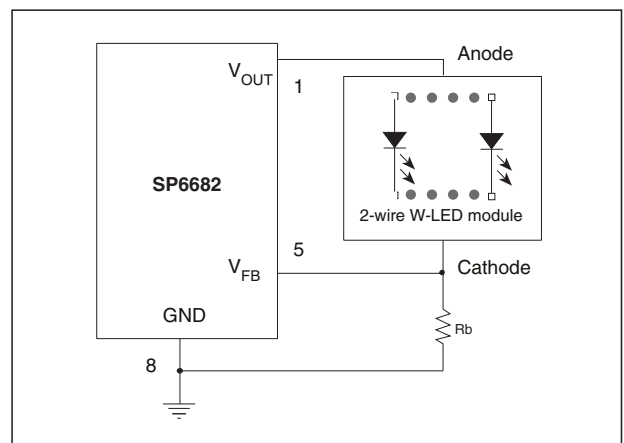 Anode
VOUT
1
SP6682
2-wire W-LED module
5
VFB
Cathode
GND
Rb
8